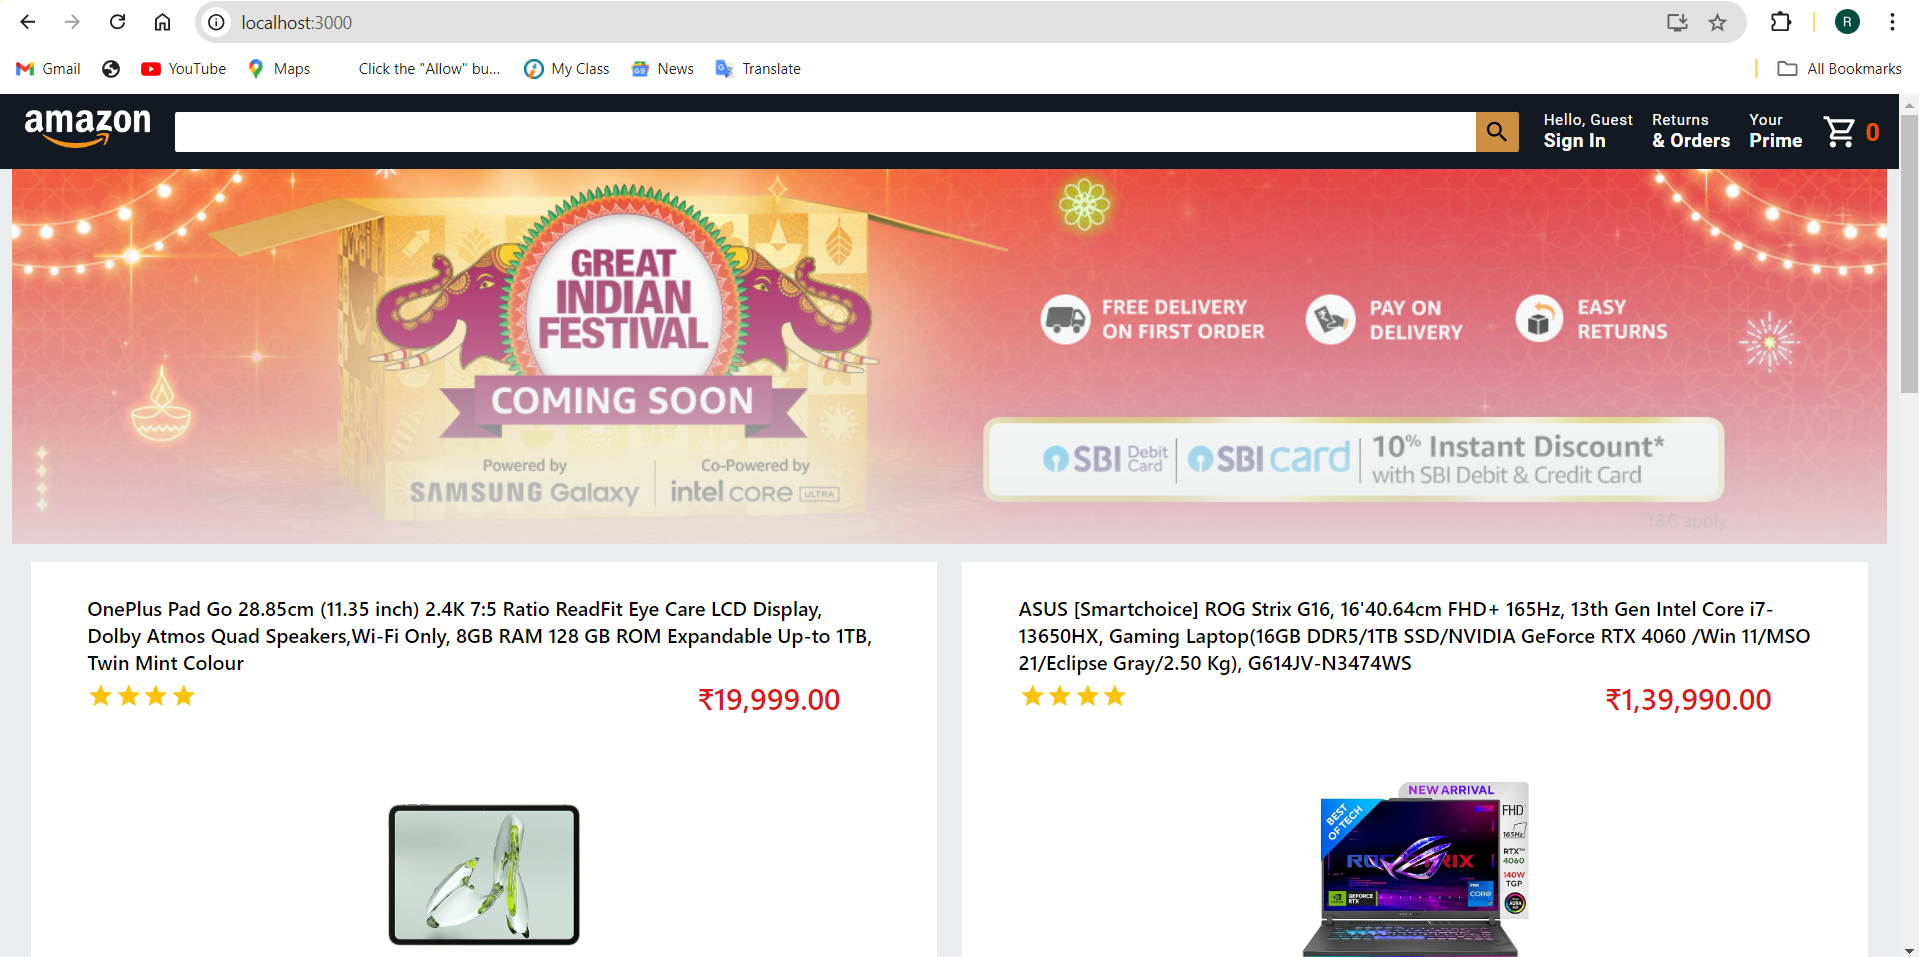 localhost:3000
R
Gmail
YouTube
Maps
Click the "Allow" bu...
My Class
News
Translate
All Bookmarks
amazon
Hello, Guest
Sign In
Returns
& Orders
Your
Prime
0
GREAT
INDIAN
FESTIVAL
COMING SOON
Powered by
SAMSUNG Galaxy
Co-Powered by
intel CORE ULTRA
FREE DELIVERY
ON FIRST ORDER
PAY ON
DELIVERY
EASY
RETURNS
SBI Debit Card
SBI card
10% Instant Discount*
with SBI Debit & Credit Card
*T&C apply
OnePlus Pad Go 28.85cm (11.35 inch) 2.4K 7:5 Ratio ReadFit Eye Care LCD Display,
Dolby Atmos Quad Speakers,Wi-Fi Only, 8GB RAM 128 GB ROM Expandable Up-to 1TB,
Twin Mint Colour
₹19,999.00
ASUS [Smartchoice] ROG Strix G16, 16'40.64cm FHD+ 165Hz, 13th Gen Intel Core i7-
13650HX, Gaming Laptop(16GB DDR5/1TB SSD/NVIDIA GeForce RTX 4060 /Win 11/MSO
21/Eclipse Gray/2.50 Kg), G614JV-N3474WS
₹1,39,990.00
NEW ARRIVAL
BEST
OF TECH
FHD
165Hz
RTX™
4060
140W
TGP
AURA
intel
CORE
GEFORCE
RTX